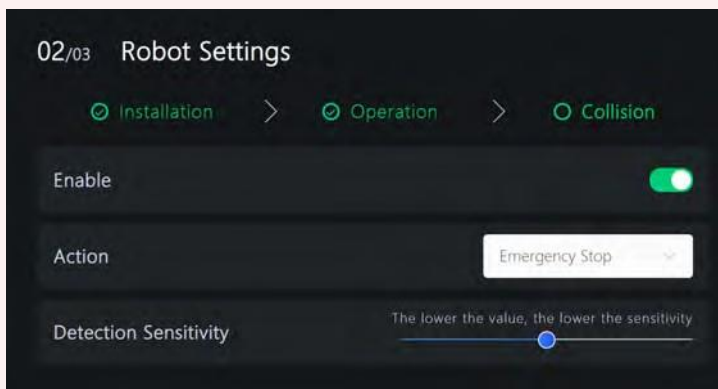 02/03 Robot Settings
Installation > Operation > Collision
Enable
Action Emergency Stop
The lower the value, the lower the sensitivity
Detection Sensitivity